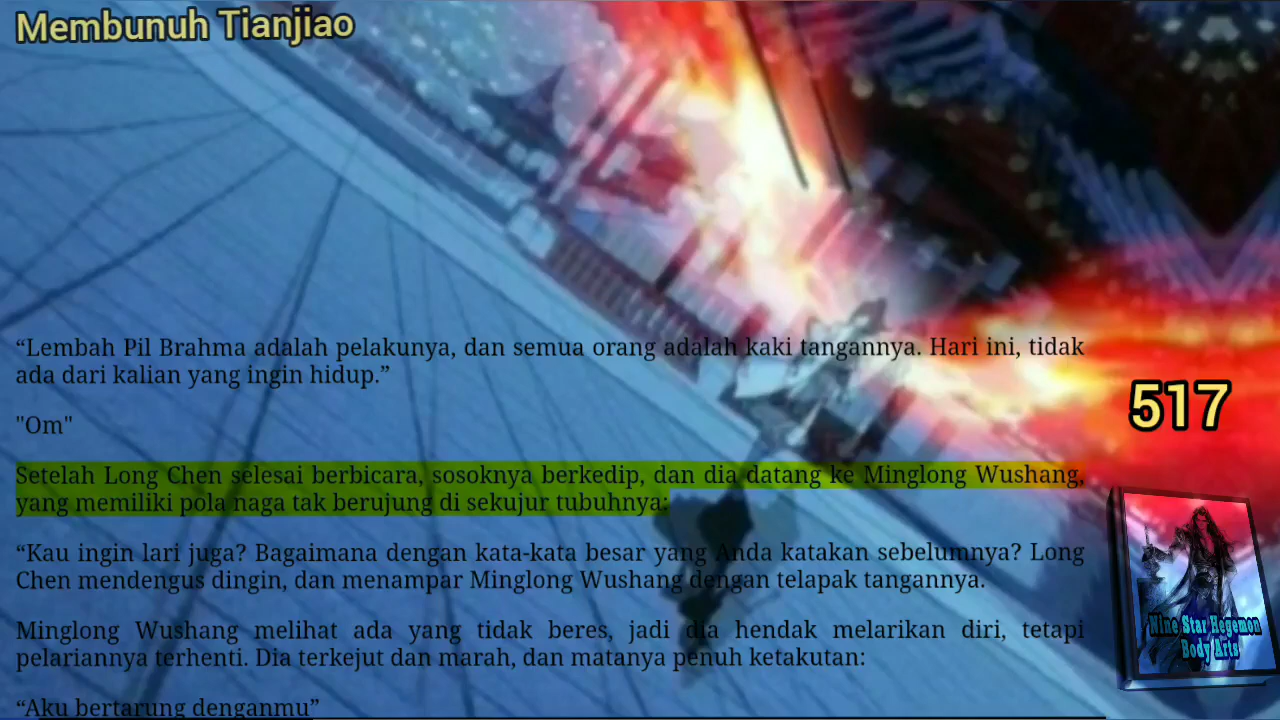 Membunuh Tianjiao
“Lembah Pil Brahma adalah pelakunya, dan semua orang adalah kaki tangannya. Hari ini, tidak
ada dari kalian yang ingin hidup.”
"Om"
Setelah Long Chen selesai berbicara, sosoknya berkedip, dan dia datang ke Minglong Wushang,
yang memiliki pola naga tak berujung di sekujur tubuhnya:
“Kau ingin lari juga? Bagaimana dengan kata-kata besar yang Anda katakan sebelumnya? Long
Chen mendengus dingin, dan menampar Minglong Wushang dengan telapak tangannya.
Minglong Wushang melihat ada yang tidak beres, jadi dia hendak melarikan diri, tetapi
pelariannya terhenti. Dia terkejut dan marah, dan matanya penuh ketakutan:
“Aku bertarung denganmu”
517
Nine Star Hegemon
Body Arts